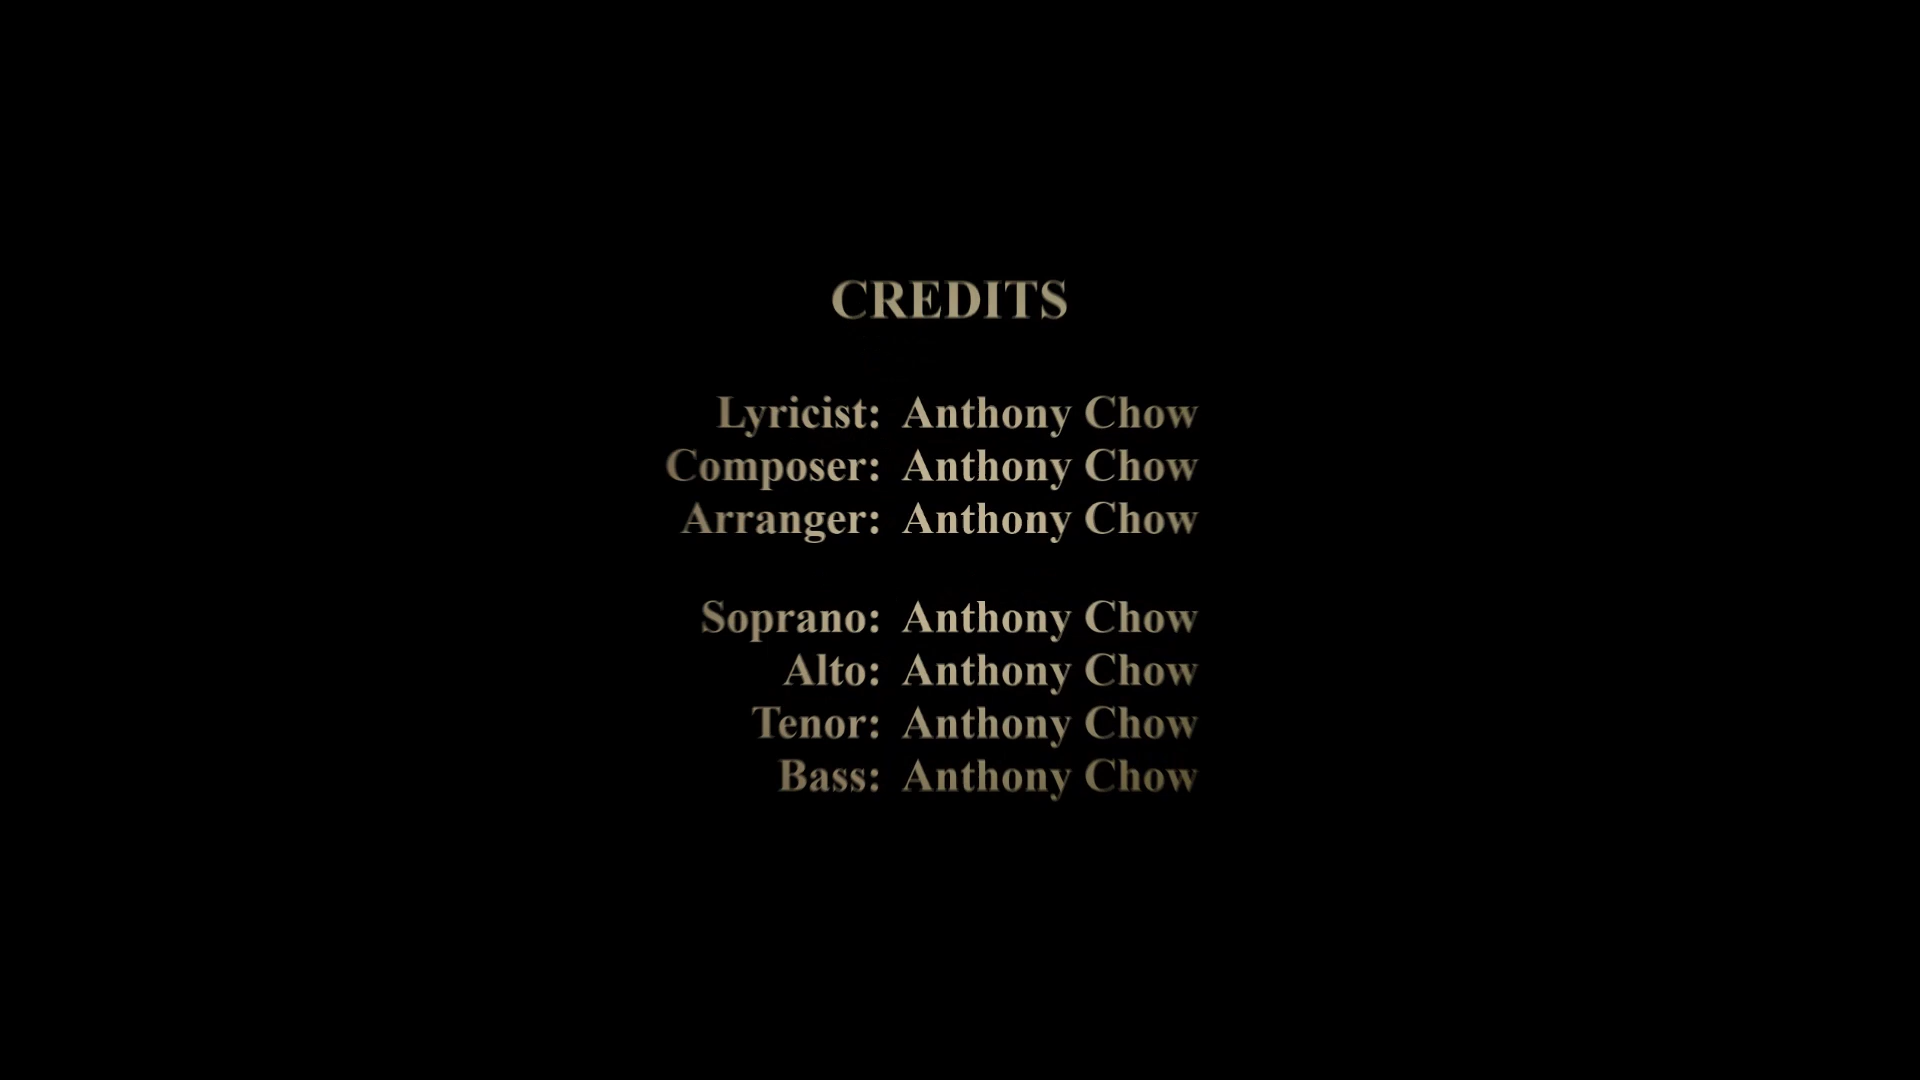 CREDITS
Lyricist: Anthony Chow
Composer: Anthony Chow
Arranger: Anthony Chow
Soprano: Anthony Chow
Alto: Anthony Chow
Tenor: Anthony Chow
Bass: Anthony Chow